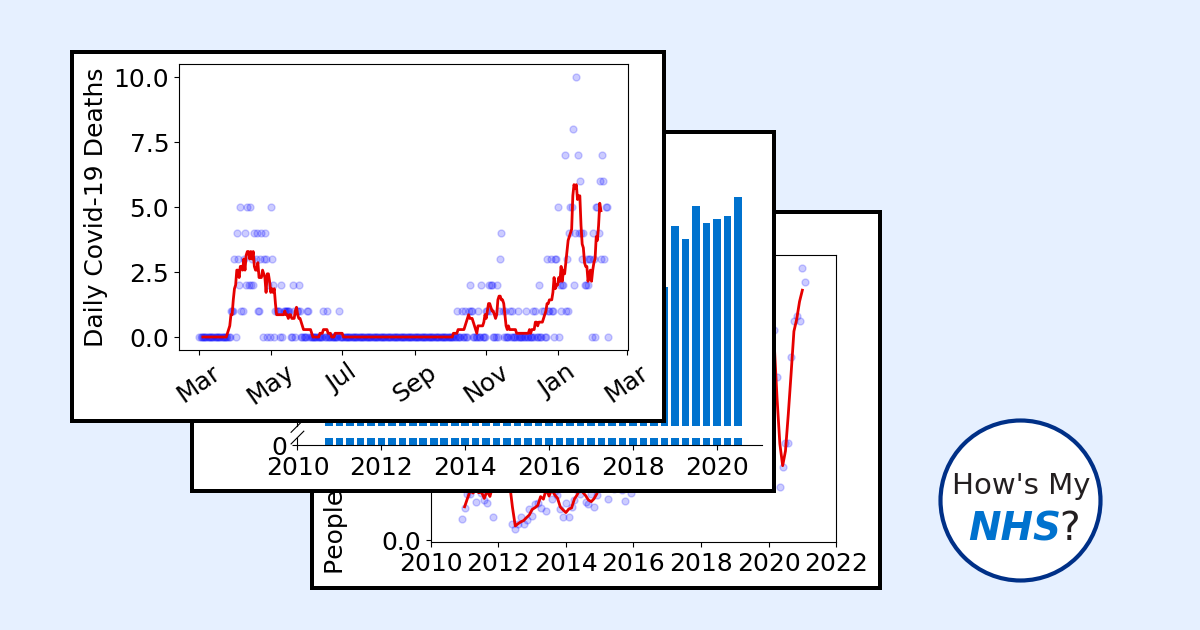 Daily Covid-19 Deaths
10.0
7.5
5.0
2.5
0.0
Mar May Jul Sep Nov Jan Mar
0
2010 2012 2014 2016 2018 2020
People
0.0
2010 2012 2014 2016 2018 2020 2022
How's My
NHS?